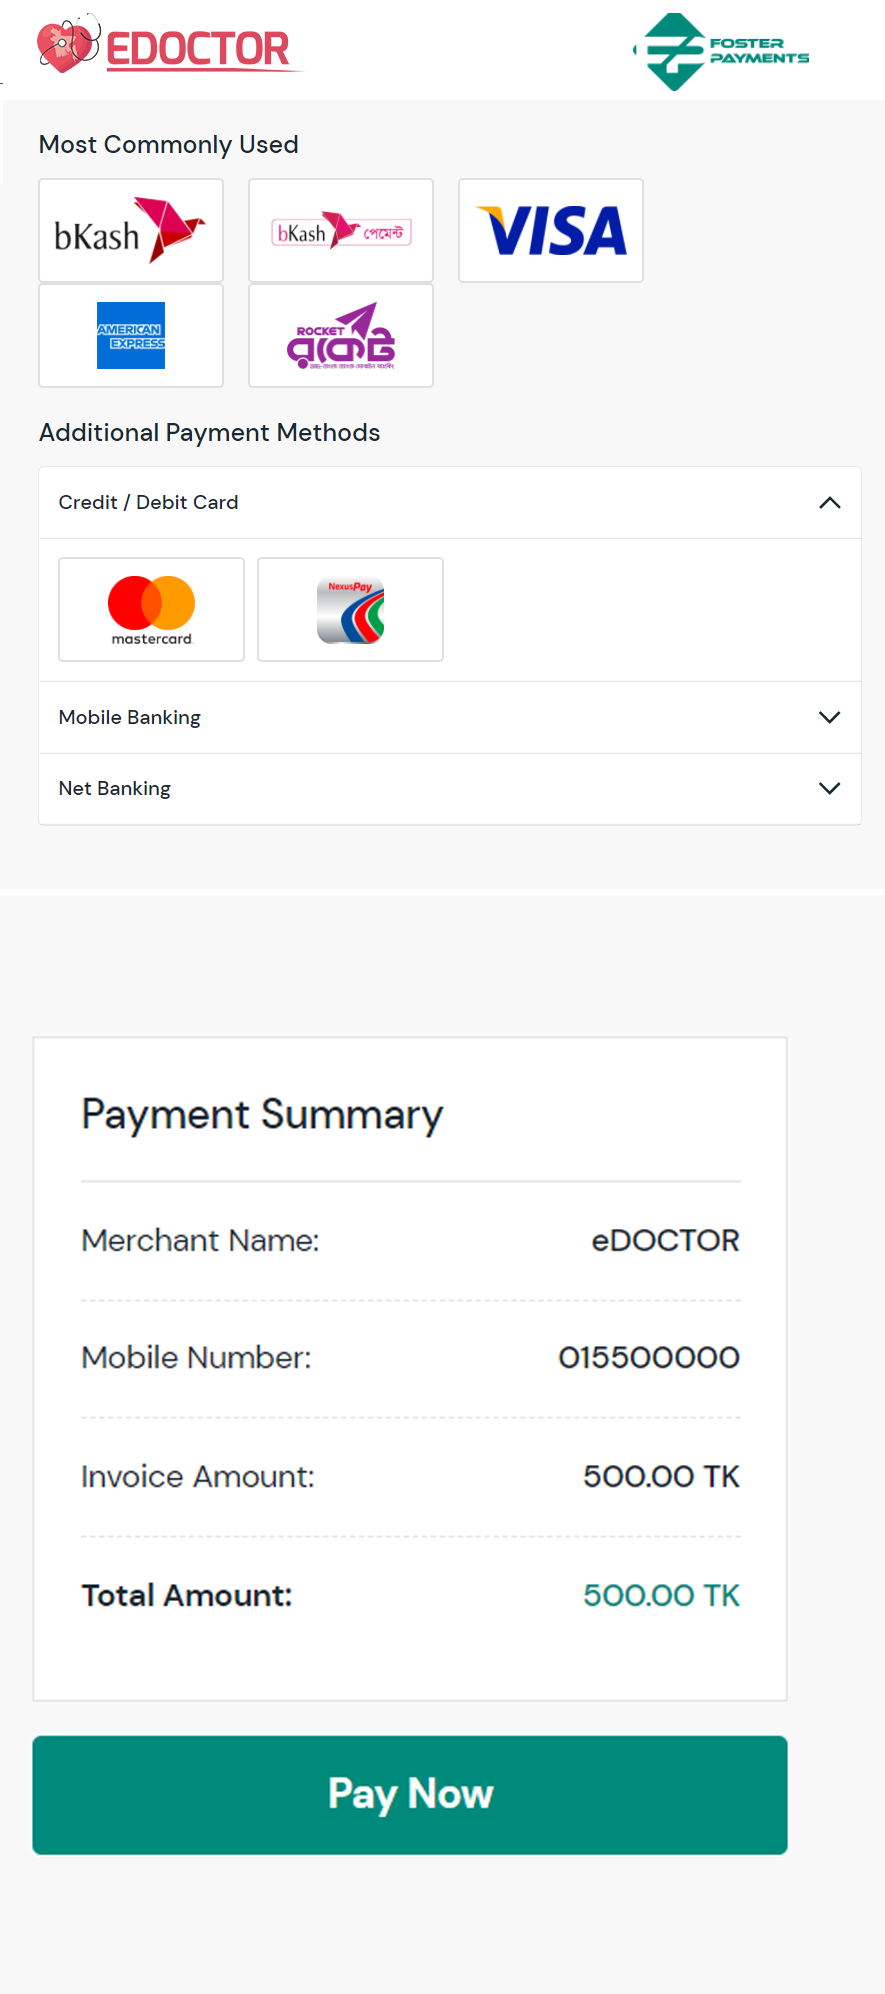 EDOCTOR
FOSTER
PAYMENTS
Most Commonly Used
bKash
bKash পেমেন্ট
VISA
AMERICAN
EXPRESS
ROCKET
রকেট
Additional Payment Methods
Credit / Debit Card
mastercard
NexusPay
Mobile Banking
Net Banking
Payment Summary
Merchant Name: eDOCTOR
Mobile Number: 015500000
Invoice Amount: 500.00 TK
Total Amount: 500.00 TK
Pay Now